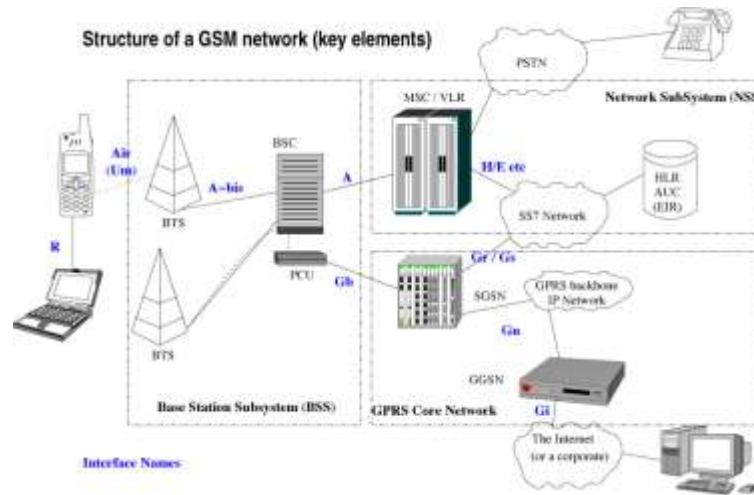 Structure of a GSM network (key elements)
PSTN
MSC / VLR
Network SubSystem (NSS
BSC
Air
(Um)
A-bis
A
H/E etc
HLR
AUC
(EIR)
BTS
SS7 Network
R
PCU
Gb
Gr / Gs
SGSN
GPRS backbone
IP Network
Gn
BTS
GGSN
Base Station Subsystem (BSS)
GPRS Core Network
Gi
The Internet
(or a corporate)
Interface Names